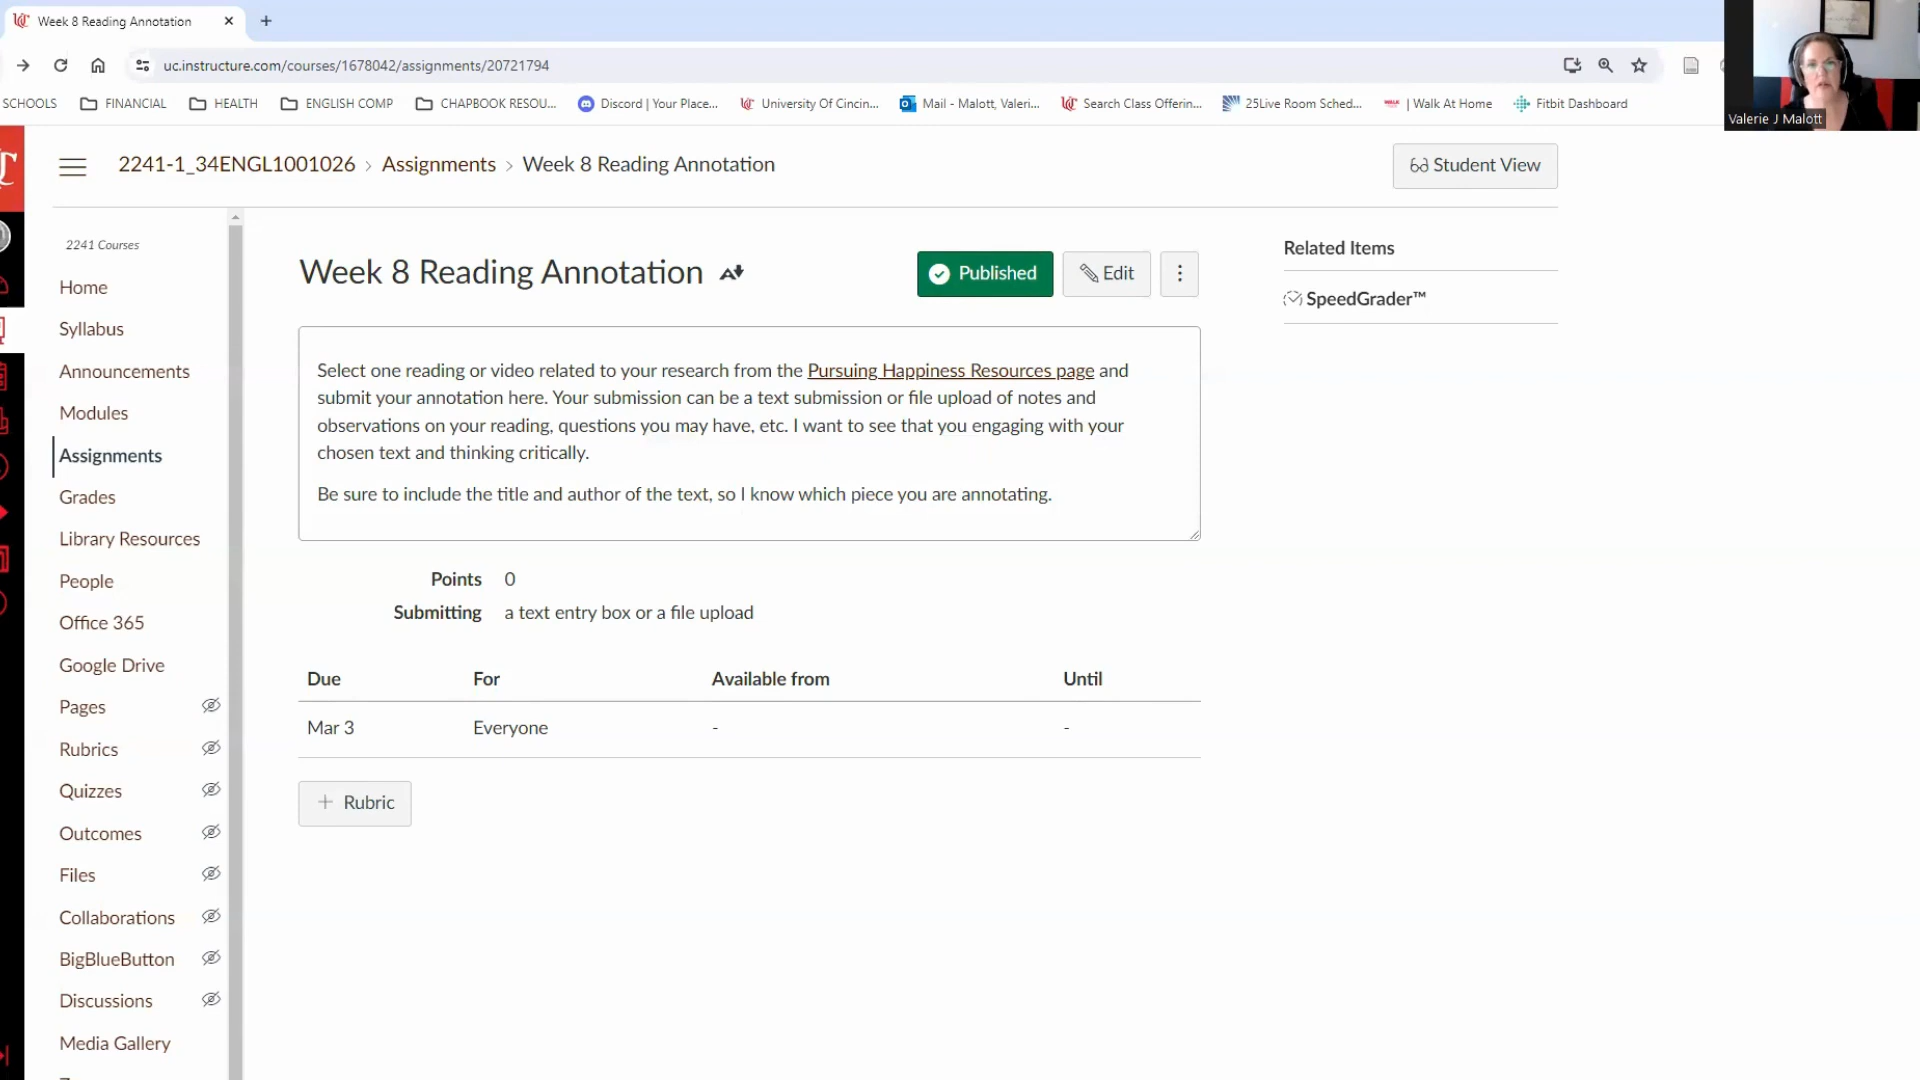 Week 8 Reading Annotation
uc.instructure.com/courses/1678042/assignments/20721794
SCHOOLS FINANCIAL HEALTH ENGLISH COMP CHAPBOOK RESOU... Discord | Your Place... University Of Cincin... Mail - Malott, Valeri... Search Class Offerin... 25Live Room Sched... | Walk At Home Fitbit Dashboard
Valerie J Malott
2241-1_34ENGL1001026 › Assignments › Week 8 Reading Annotation
Student View
2241 Courses
Home
Syllabus
Announcements
Modules
Assignments
Grades
Library Resources
People
Office 365
Google Drive
Pages
Rubrics
Quizzes
Outcomes
Files
Collaborations
BigBlueButton
Discussions
Media Gallery
Week 8 Reading Annotation
Published
Edit
Select one reading or video related to your research from the Pursuing Happiness Resources page and
submit your annotation here. Your submission can be a text submission or file upload of notes and
observations on your reading, questions you may have, etc. I want to see that you engaging with your
chosen text and thinking critically.
Be sure to include the title and author of the text, so I know which piece you are annotating.
Points 0
Submitting a text entry box or a file upload
Due For Available from Until
Mar 3 Everyone - -
+ Rubric
Related Items
SpeedGrader™